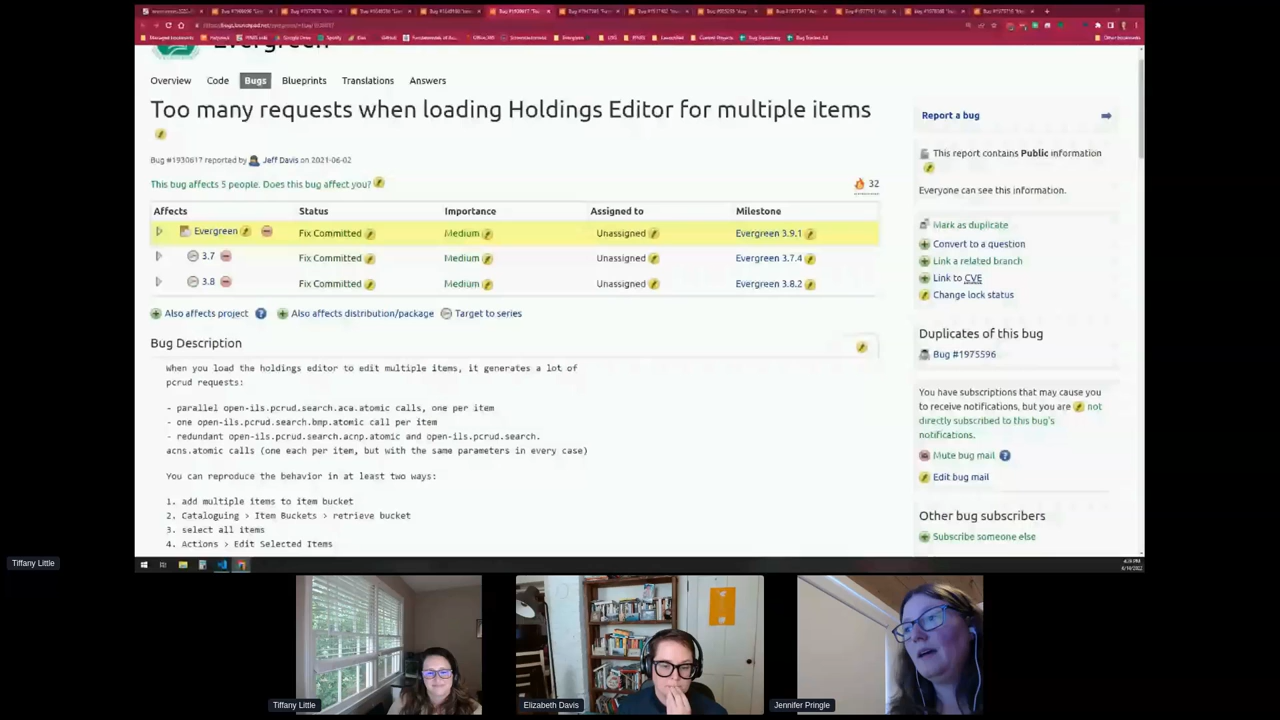 Evergreen
Overview Code Bugs Blueprints Translations Answers
Too many requests when loading Holdings Editor for multiple items
Bug #1930617 reported by Jeff Davis on 2021-06-02
This bug affects 5 people. Does this bug affect you?
32
Affects Status Importance Assigned to Milestone
Evergreen Fix Committed Medium Unassigned Evergreen 3.9.1
3.7 Fix Committed Medium Unassigned Evergreen 3.7.4
3.8 Fix Committed Medium Unassigned Evergreen 3.8.2
Also affects project Also affects distribution/package Target to series
Bug Description
When you load the holdings editor to edit multiple items, it generates a lot of
pcrud requests:
- parallel open-ils.pcrud.search.aca.atomic calls, one per item
- one open-ils.pcrud.search.bmp.atomic call per item
- redundant open-ils.pcrud.search.acnp.atomic and open-ils.pcrud.search.
acns.atomic calls (one each per item, but with the same parameters in every case)
You can reproduce the behavior in at least two ways:
1. add multiple items to item bucket
2. Cataloguing > Item Buckets > retrieve bucket
3. select all items
4. Actions > Edit Selected Items
Report a bug
This report contains Public information
Everyone can see this information.
Mark as duplicate
Convert to a question
Link a related branch
Link to CVE
Change lock status
Duplicates of this bug
Bug #1975596
You have subscriptions that may cause you
to receive notifications, but you are not
directly subscribed to this bug's
notifications.
Mute bug mail
Edit bug mail
Other bug subscribers
Subscribe someone else
Tiffany Little
Tiffany Little
Elizabeth Davis
Jennifer Pringle